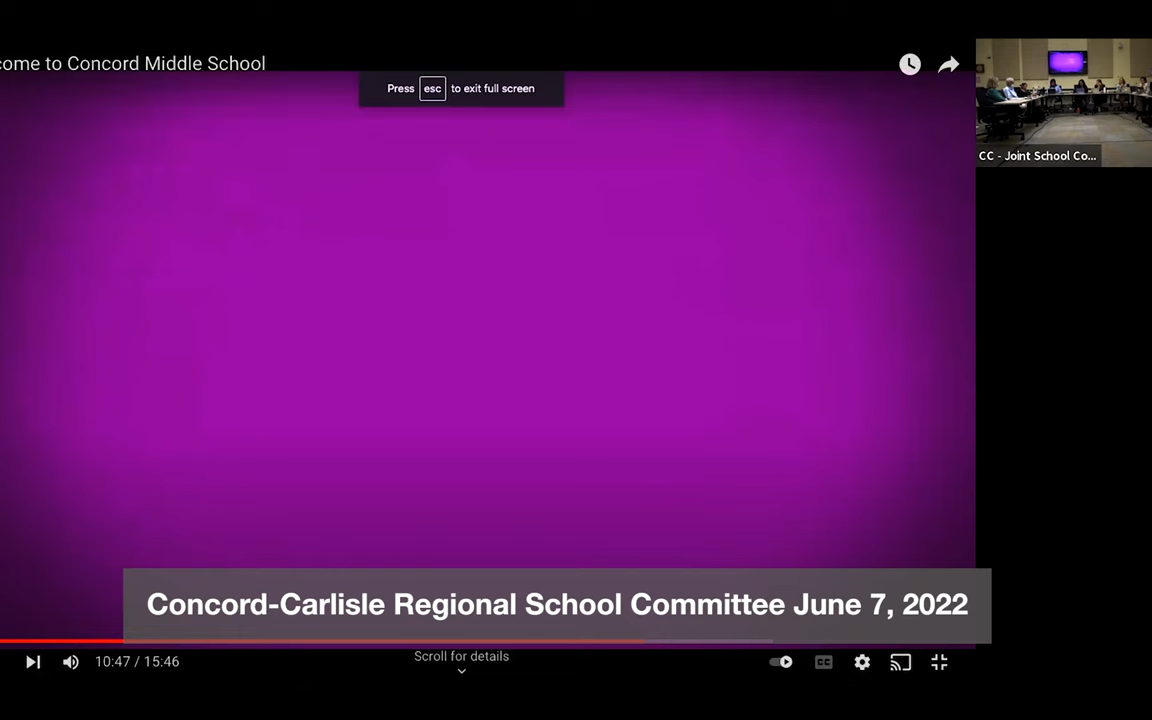 come to Concord Middle School
Press esc to exit full screen
CC - Joint School Co...
Concord-Carlisle Regional School Committee June 7, 2022
10:47 / 15:46
Scroll for details
CC